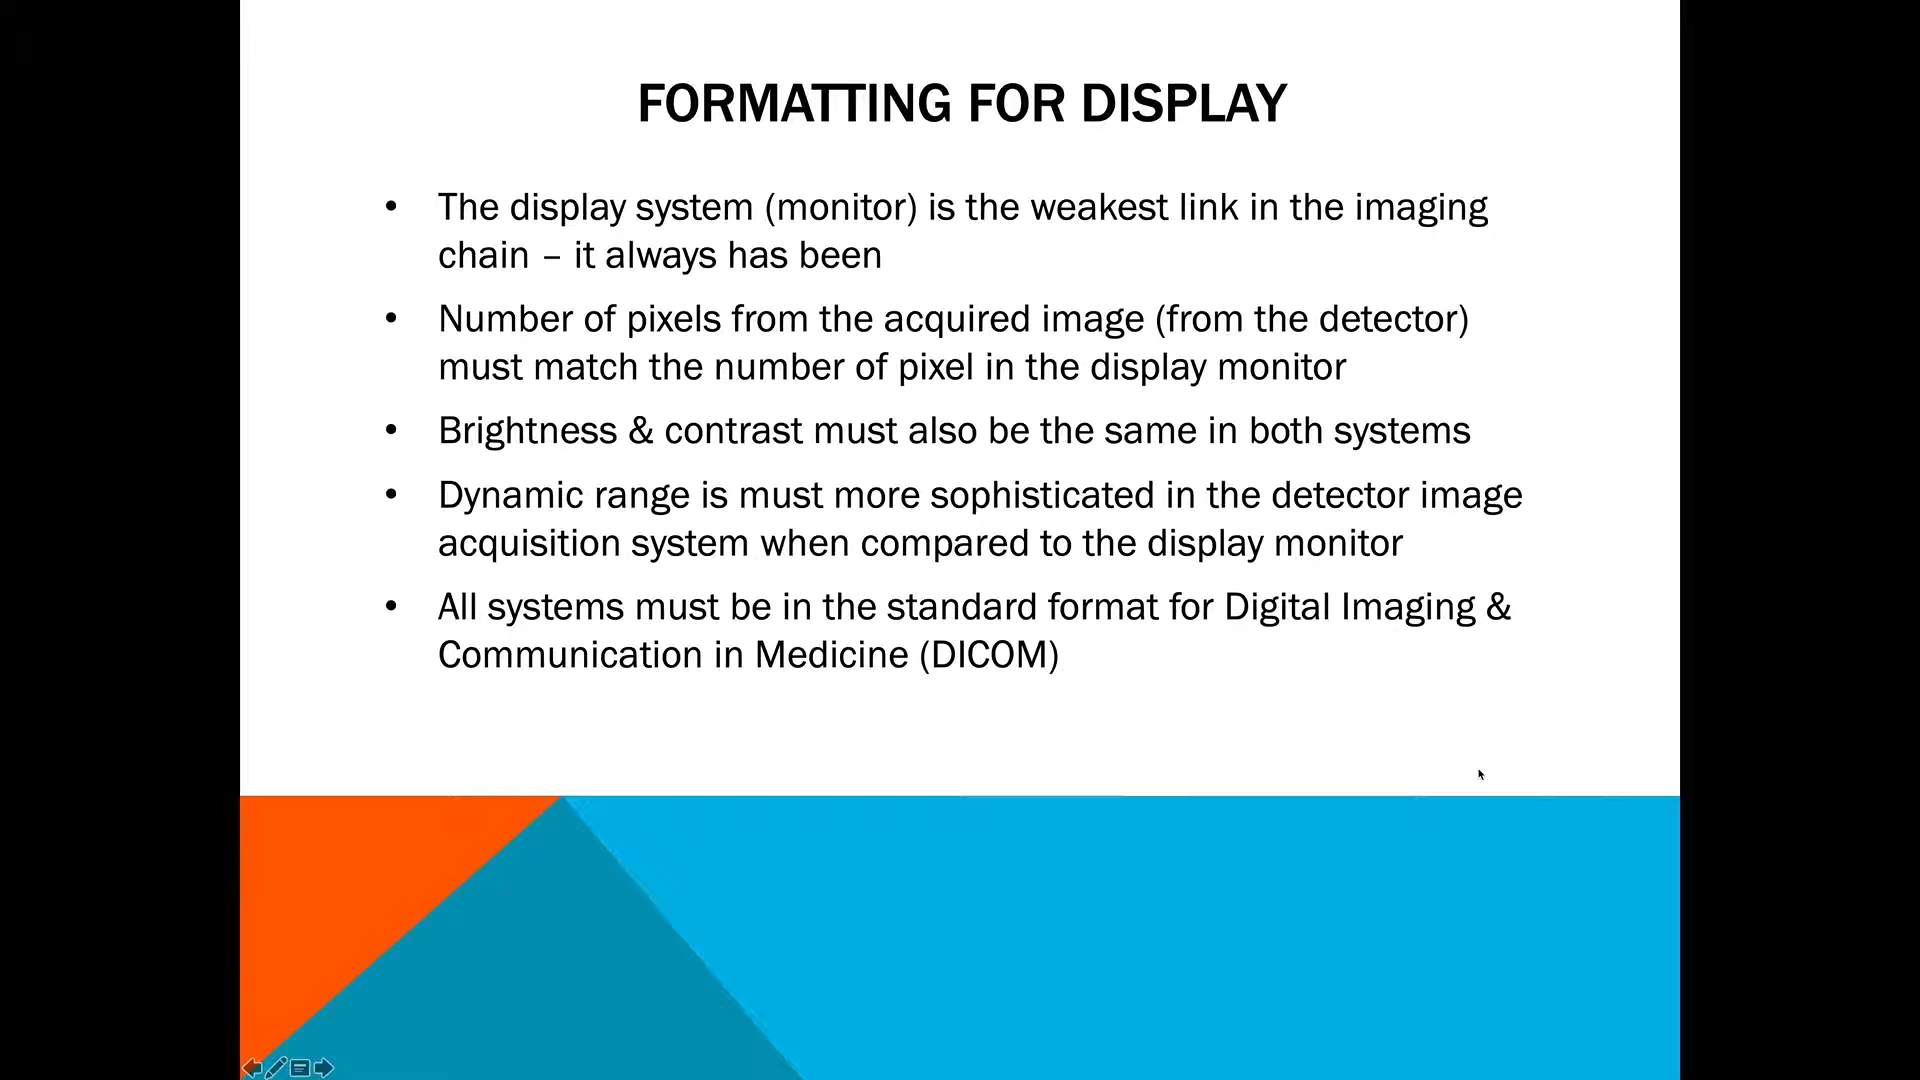 FORMATTING FOR DISPLAY
• The display system (monitor) is the weakest link in the imaging
chain – it always has been
• Number of pixels from the acquired image (from the detector)
must match the number of pixel in the display monitor
• Brightness & contrast must also be the same in both systems
• Dynamic range is must more sophisticated in the detector image
acquisition system when compared to the display monitor
• All systems must be in the standard format for Digital Imaging &
Communication in Medicine (DICOM)